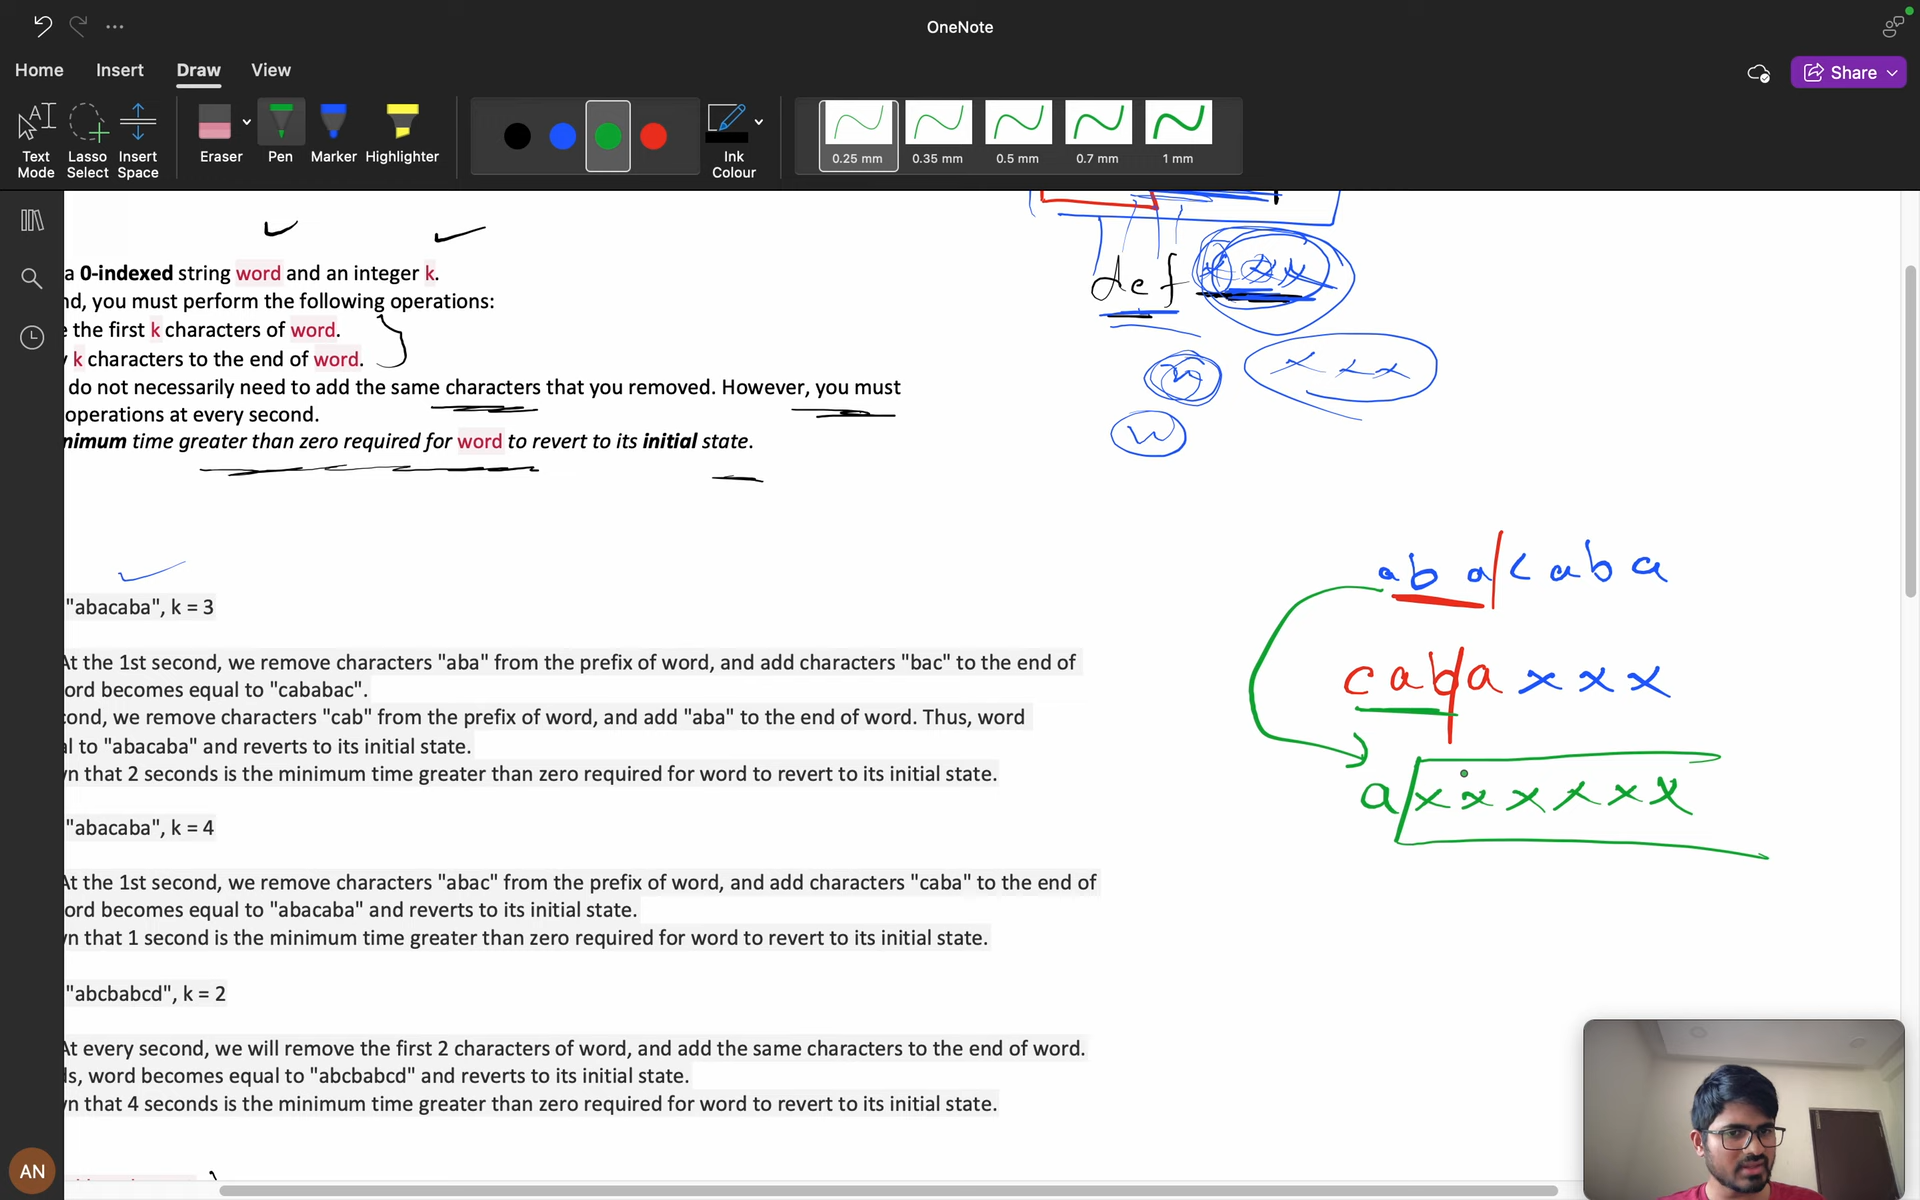 OneNote
Home Insert Draw View
Share
Text Mode
Lasso Select
Insert Space
Eraser
Pen
Marker
Highlighter
Ink Colour
0.25 mm
0.35 mm
0.5 mm
0.7 mm
1 mm
a 0-indexed string word and an integer k.
nd, you must perform the following operations:
e the first k characters of word.
k characters to the end of word.
do not necessarily need to add the same characters that you removed. However, you must
operations at every second.
nimum time greater than zero required for word to revert to its initial state.
def
x x x
w
"abacaba", k = 3
At the 1st second, we remove characters "aba" from the prefix of word, and add characters "bac" to the end of
ord becomes equal to "cababac".
cond, we remove characters "cab" from the prefix of word, and add "aba" to the end of word. Thus, word
al to "abacaba" and reverts to its initial state.
vn that 2 seconds is the minimum time greater than zero required for word to revert to its initial state.
aba|caba
cab|axxx
a xxxxxx
"abacaba", k = 4
At the 1st second, we remove characters "abac" from the prefix of word, and add characters "caba" to the end of
ord becomes equal to "abacaba" and reverts to its initial state.
vn that 1 second is the minimum time greater than zero required for word to revert to its initial state.
"abcbabcd", k = 2
At every second, we will remove the first 2 characters of word, and add the same characters to the end of word.
ds, word becomes equal to "abcbabcd" and reverts to its initial state.
vn that 4 seconds is the minimum time greater than zero required for word to revert to its initial state.
AN